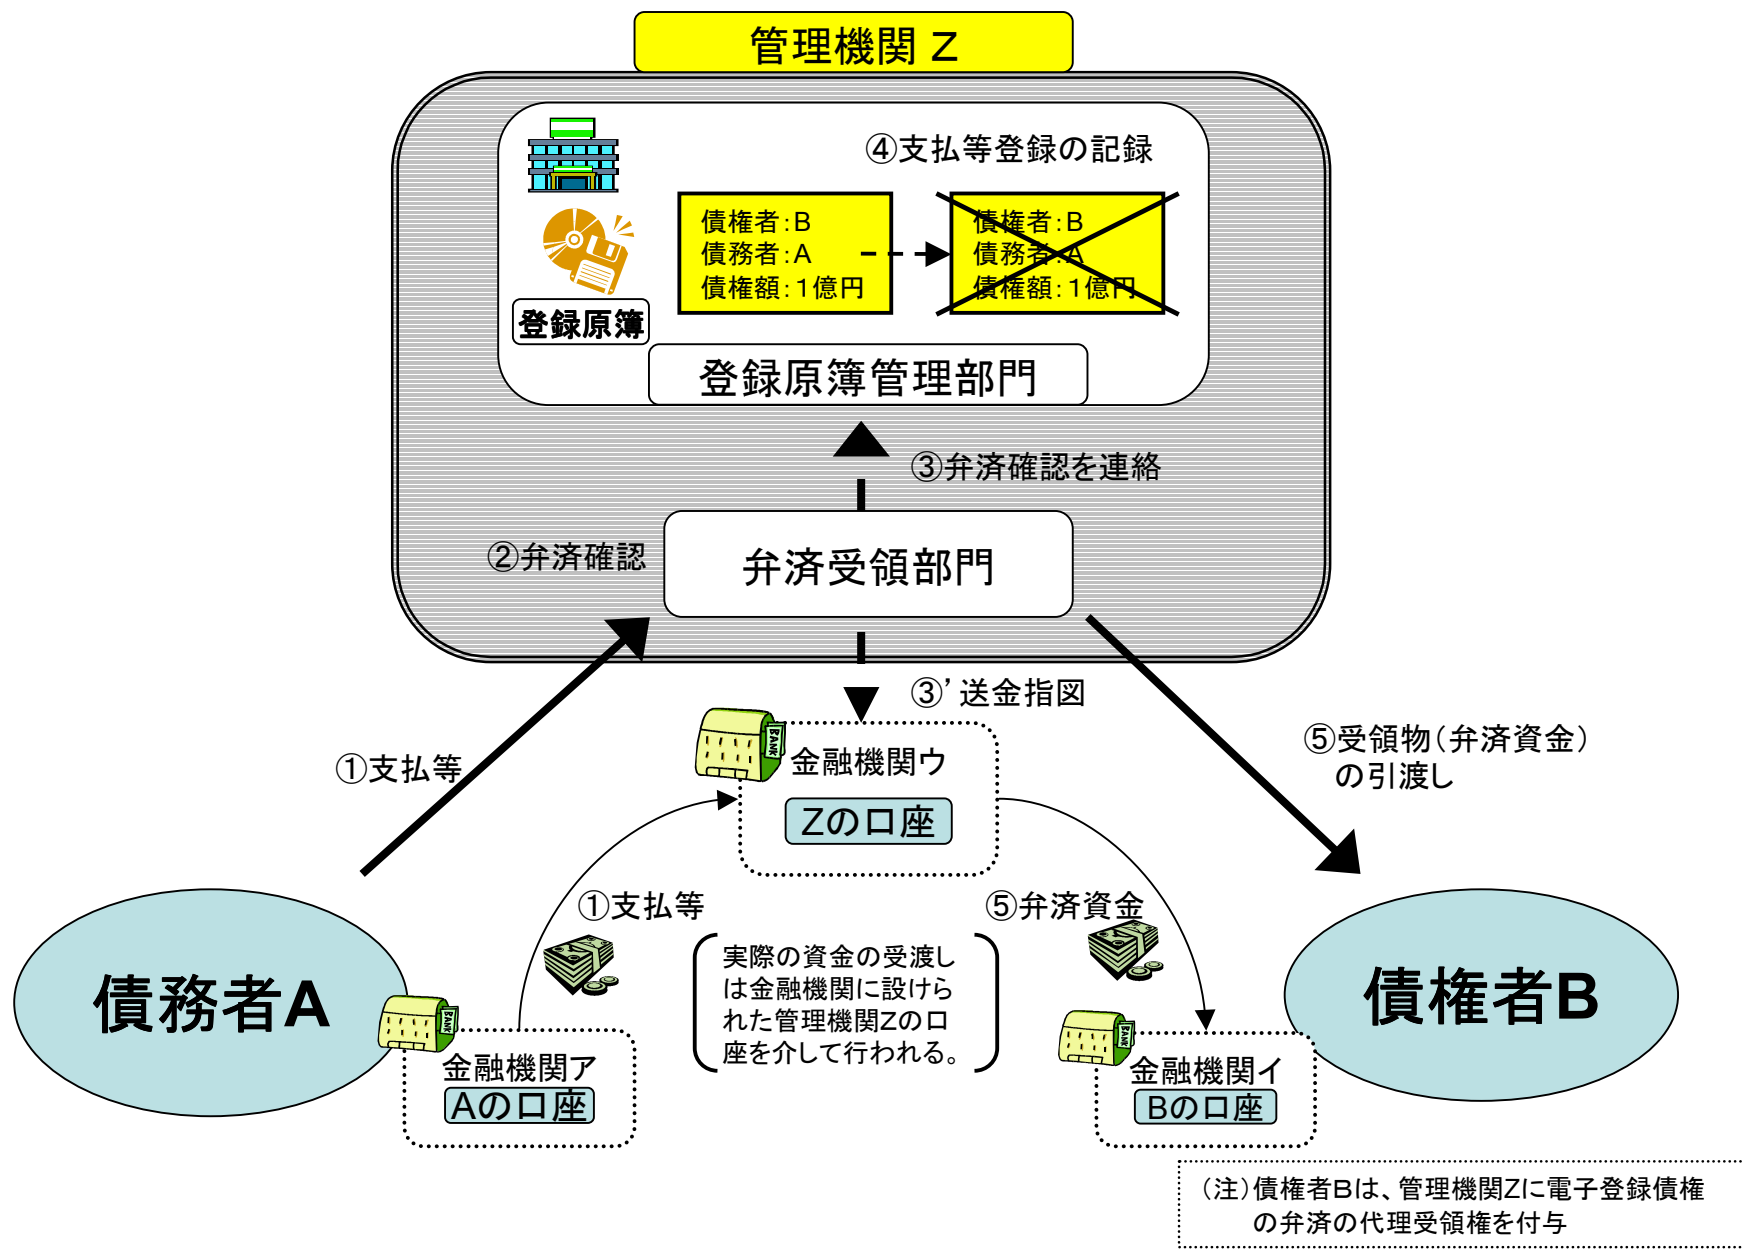 管理機関 Z
④支払等登録の記録
債権者：B
債務者：A
債権額：１億円
債権者：B
債務者：A
債権額：１億円
登録原簿
登録原簿管理部門
③弁済確認を連絡
②弁済確認
弁済受領部門
③’送金指図
①支払等
BANK
金融機関ウ
Zの口座
⑤受領物（弁済資金）
の引渡し
①支払等
⑤弁済資金
実際の資金の受渡し
は金融機関に設けら
れた管理機関Zの口
座を介して行われる。
債務者A
BANK
金融機関ア
Aの口座
債権者B
BANK
金融機関イ
Bの口座
（注）債権者Bは、管理機関Zに電子登録債権
の弁済の代理受領権を付与